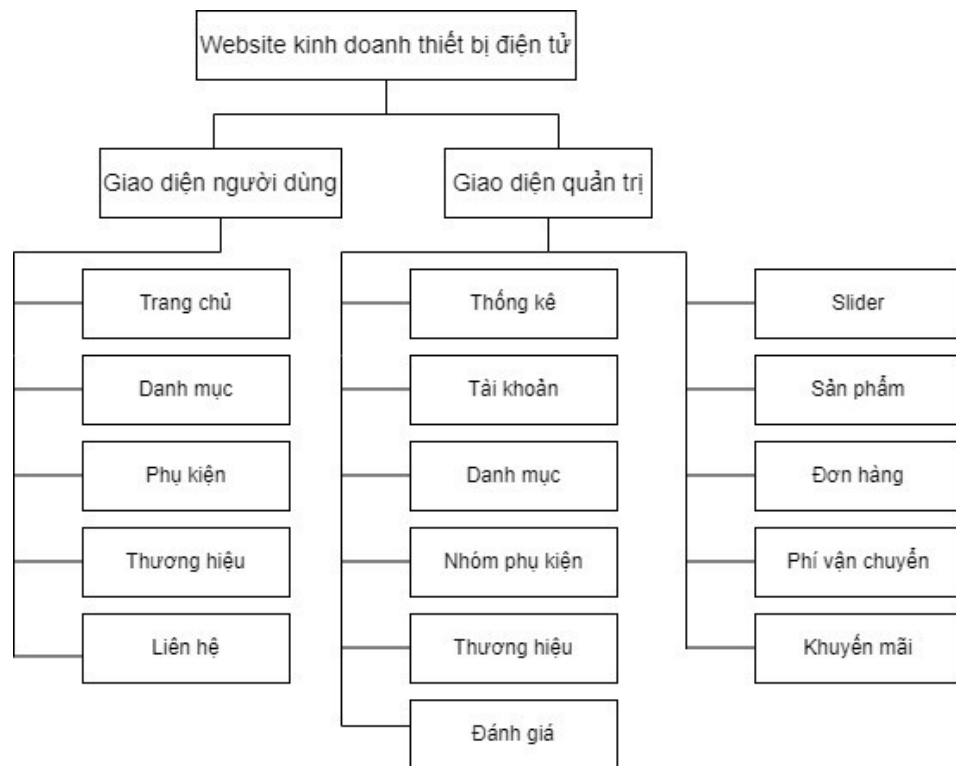 Website kinh doanh thiết bị điện tử
Giao diện người dùng
Giao diện quản trị
Trang chủ
Danh mục
Phụ kiện
Thương hiệu
Liên hệ
Thống kê
Tài khoản
Danh mục
Nhóm phụ kiện
Thương hiệu
Đánh giá
Slider
Sản phẩm
Đơn hàng
Phí vận chuyển
Khuyến mãi